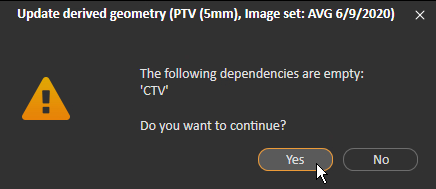 Update derived geometry (PTV (5mm), Image set: AVG 6/9/2020)
The following dependencies are empty:
'CTV'
Do you want to continue?
Yes No